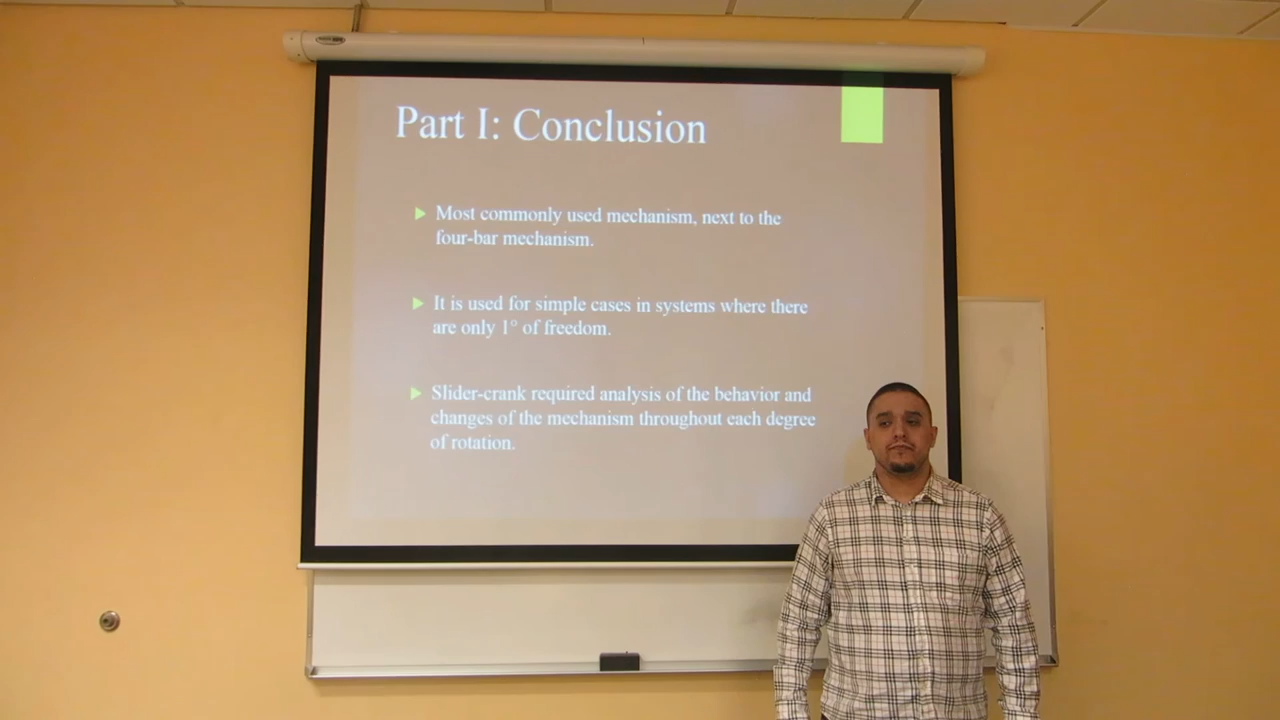 Part I: Conclusion
Most commonly used mechanism, next to the
four-bar mechanism.
It is used for simple cases in systems where there
are only 1° of freedom.
Slider-crank required analysis of the behavior and
changes of the mechanism throughout each degree
of rotation.